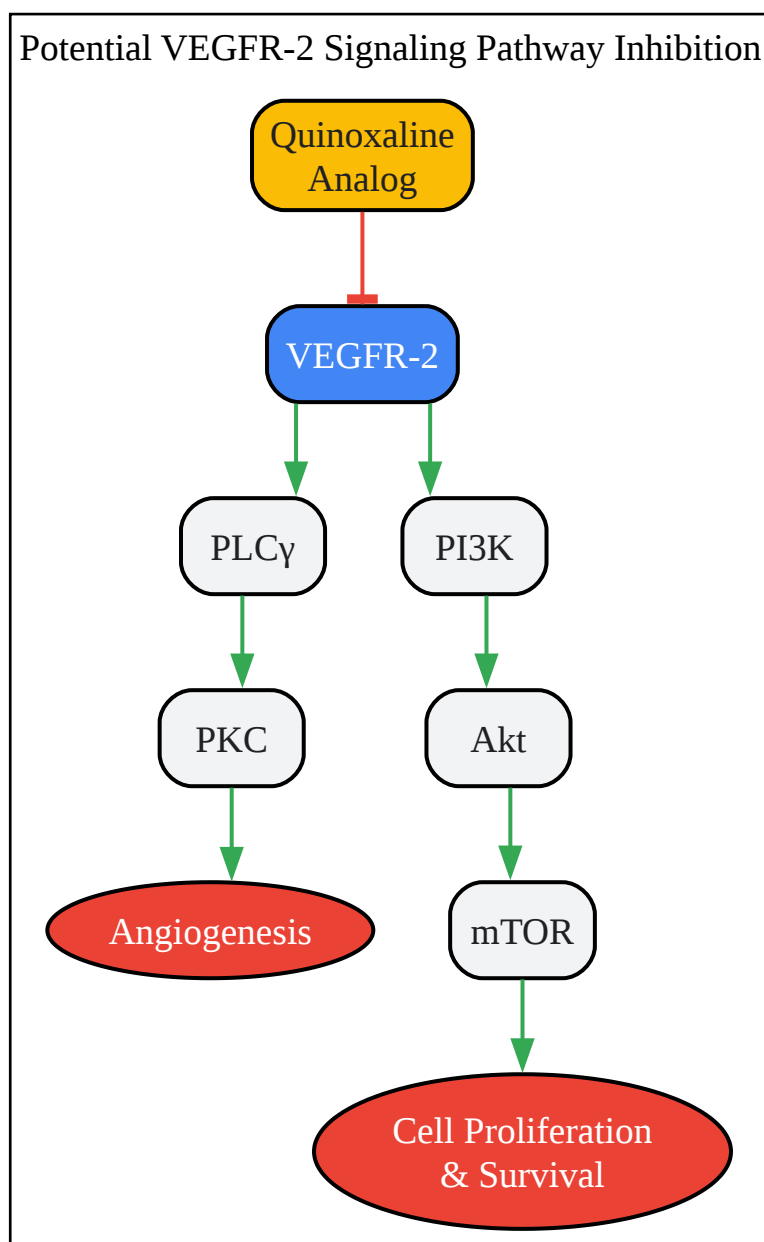 Potential VEGFR-2 Signaling Pathway Inhibition
Quinoxaline
Analog
VEGFR-2
PLCγ
PI3K
PKC
Akt
Angiogenesis
mTOR
Cell Proliferation
& Survival